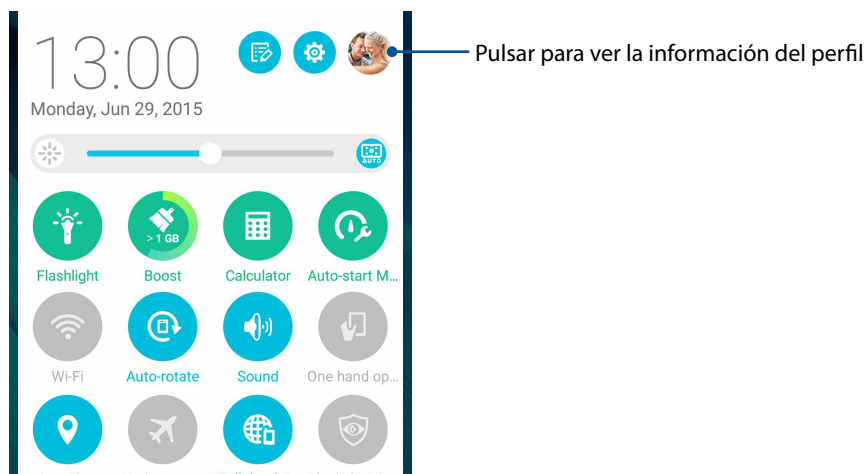 13:00
Pulsar para ver la información del perfil
Monday, Jun 29, 2015
AUTO
> 1 GB
Flashlight Boost Calculator Auto-start M...
Wi-Fi Auto-rotate Sound One hand op...